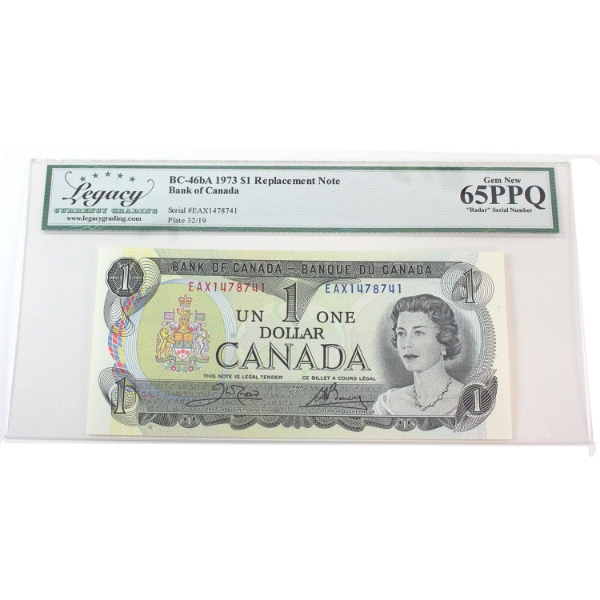 Legacy
CURRENCY GRADING
www.legacygrading.com
BC-46bA 1973 $1 Replacement Note
Bank of Canada
Serial #EAX1478741
Plate 32/19
Gem New
65PPQ
"Radar" Serial Number
1 BANK OF CANADA – BANQUE DU CANADA 1
EAX1478741 EAX1478741
UN 1 ONE
DOLLAR
CANADA
THIS NOTE IS LEGAL TENDER CE BILLET A COURS LÉGAL
1 1